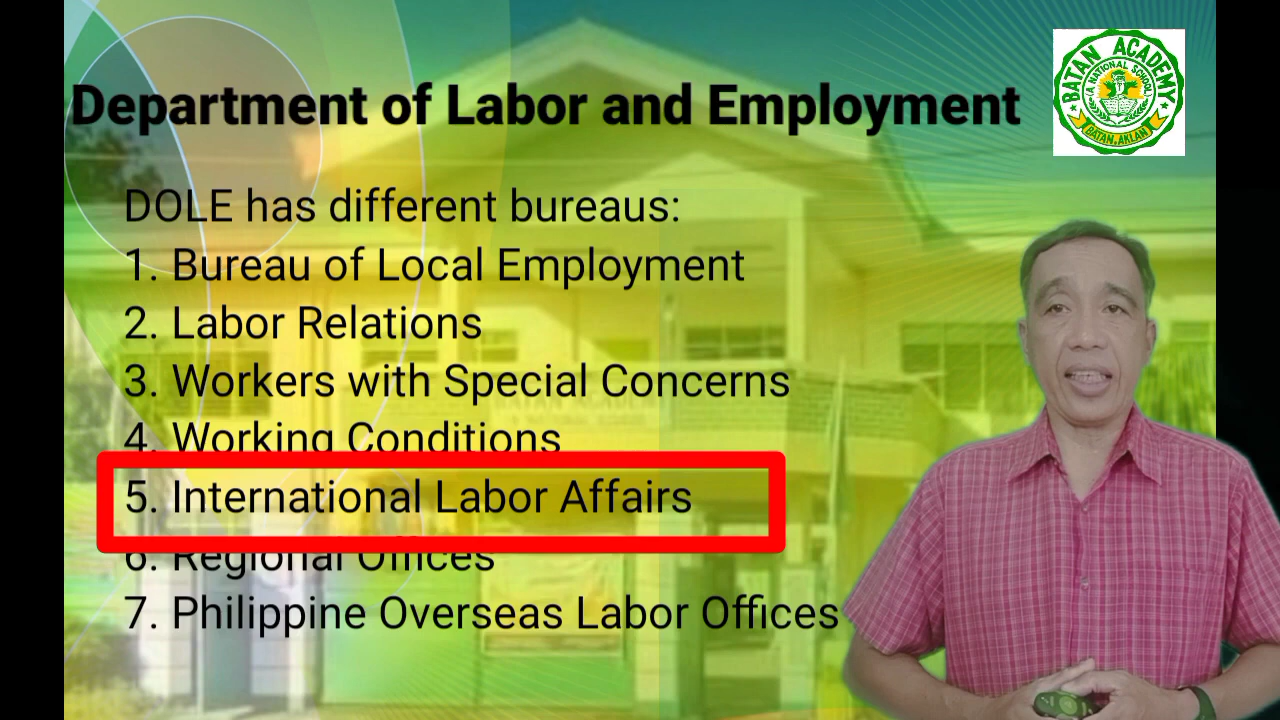 Department of Labor and Employment
BATAN ACADEMY
(A NATIONAL SCHOOL)
BATAN, AKLAN
DOLE has different bureaus:
1. Bureau of Local Employment
2. Labor Relations
3. Workers with Special Concerns
4. Working Conditions
5. International Labor Affairs
6. Regional Offices
7. Philippine Overseas Labor Offices